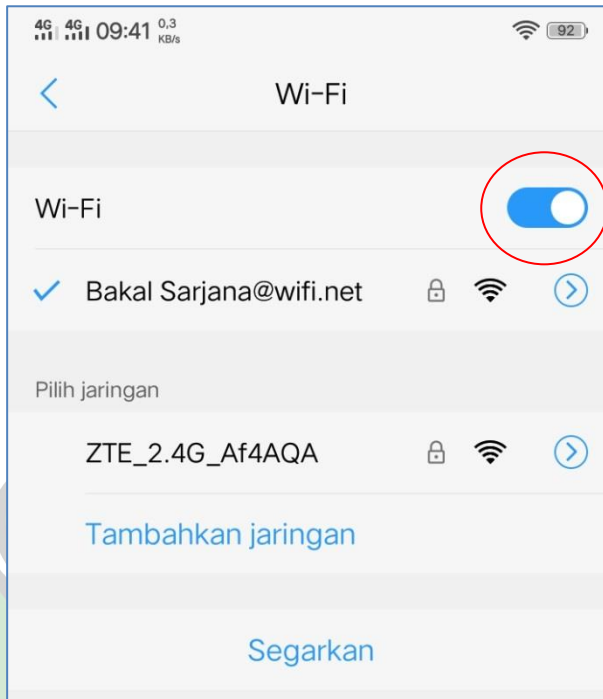 4G 4G 09:41 0,3 KB/s 92
Wi-Fi
Wi-Fi
Bakal Sarjana@wifi.net
Pilih jaringan
ZTE_2.4G_Af4AQA
Tambahkan jaringan
Segarkan